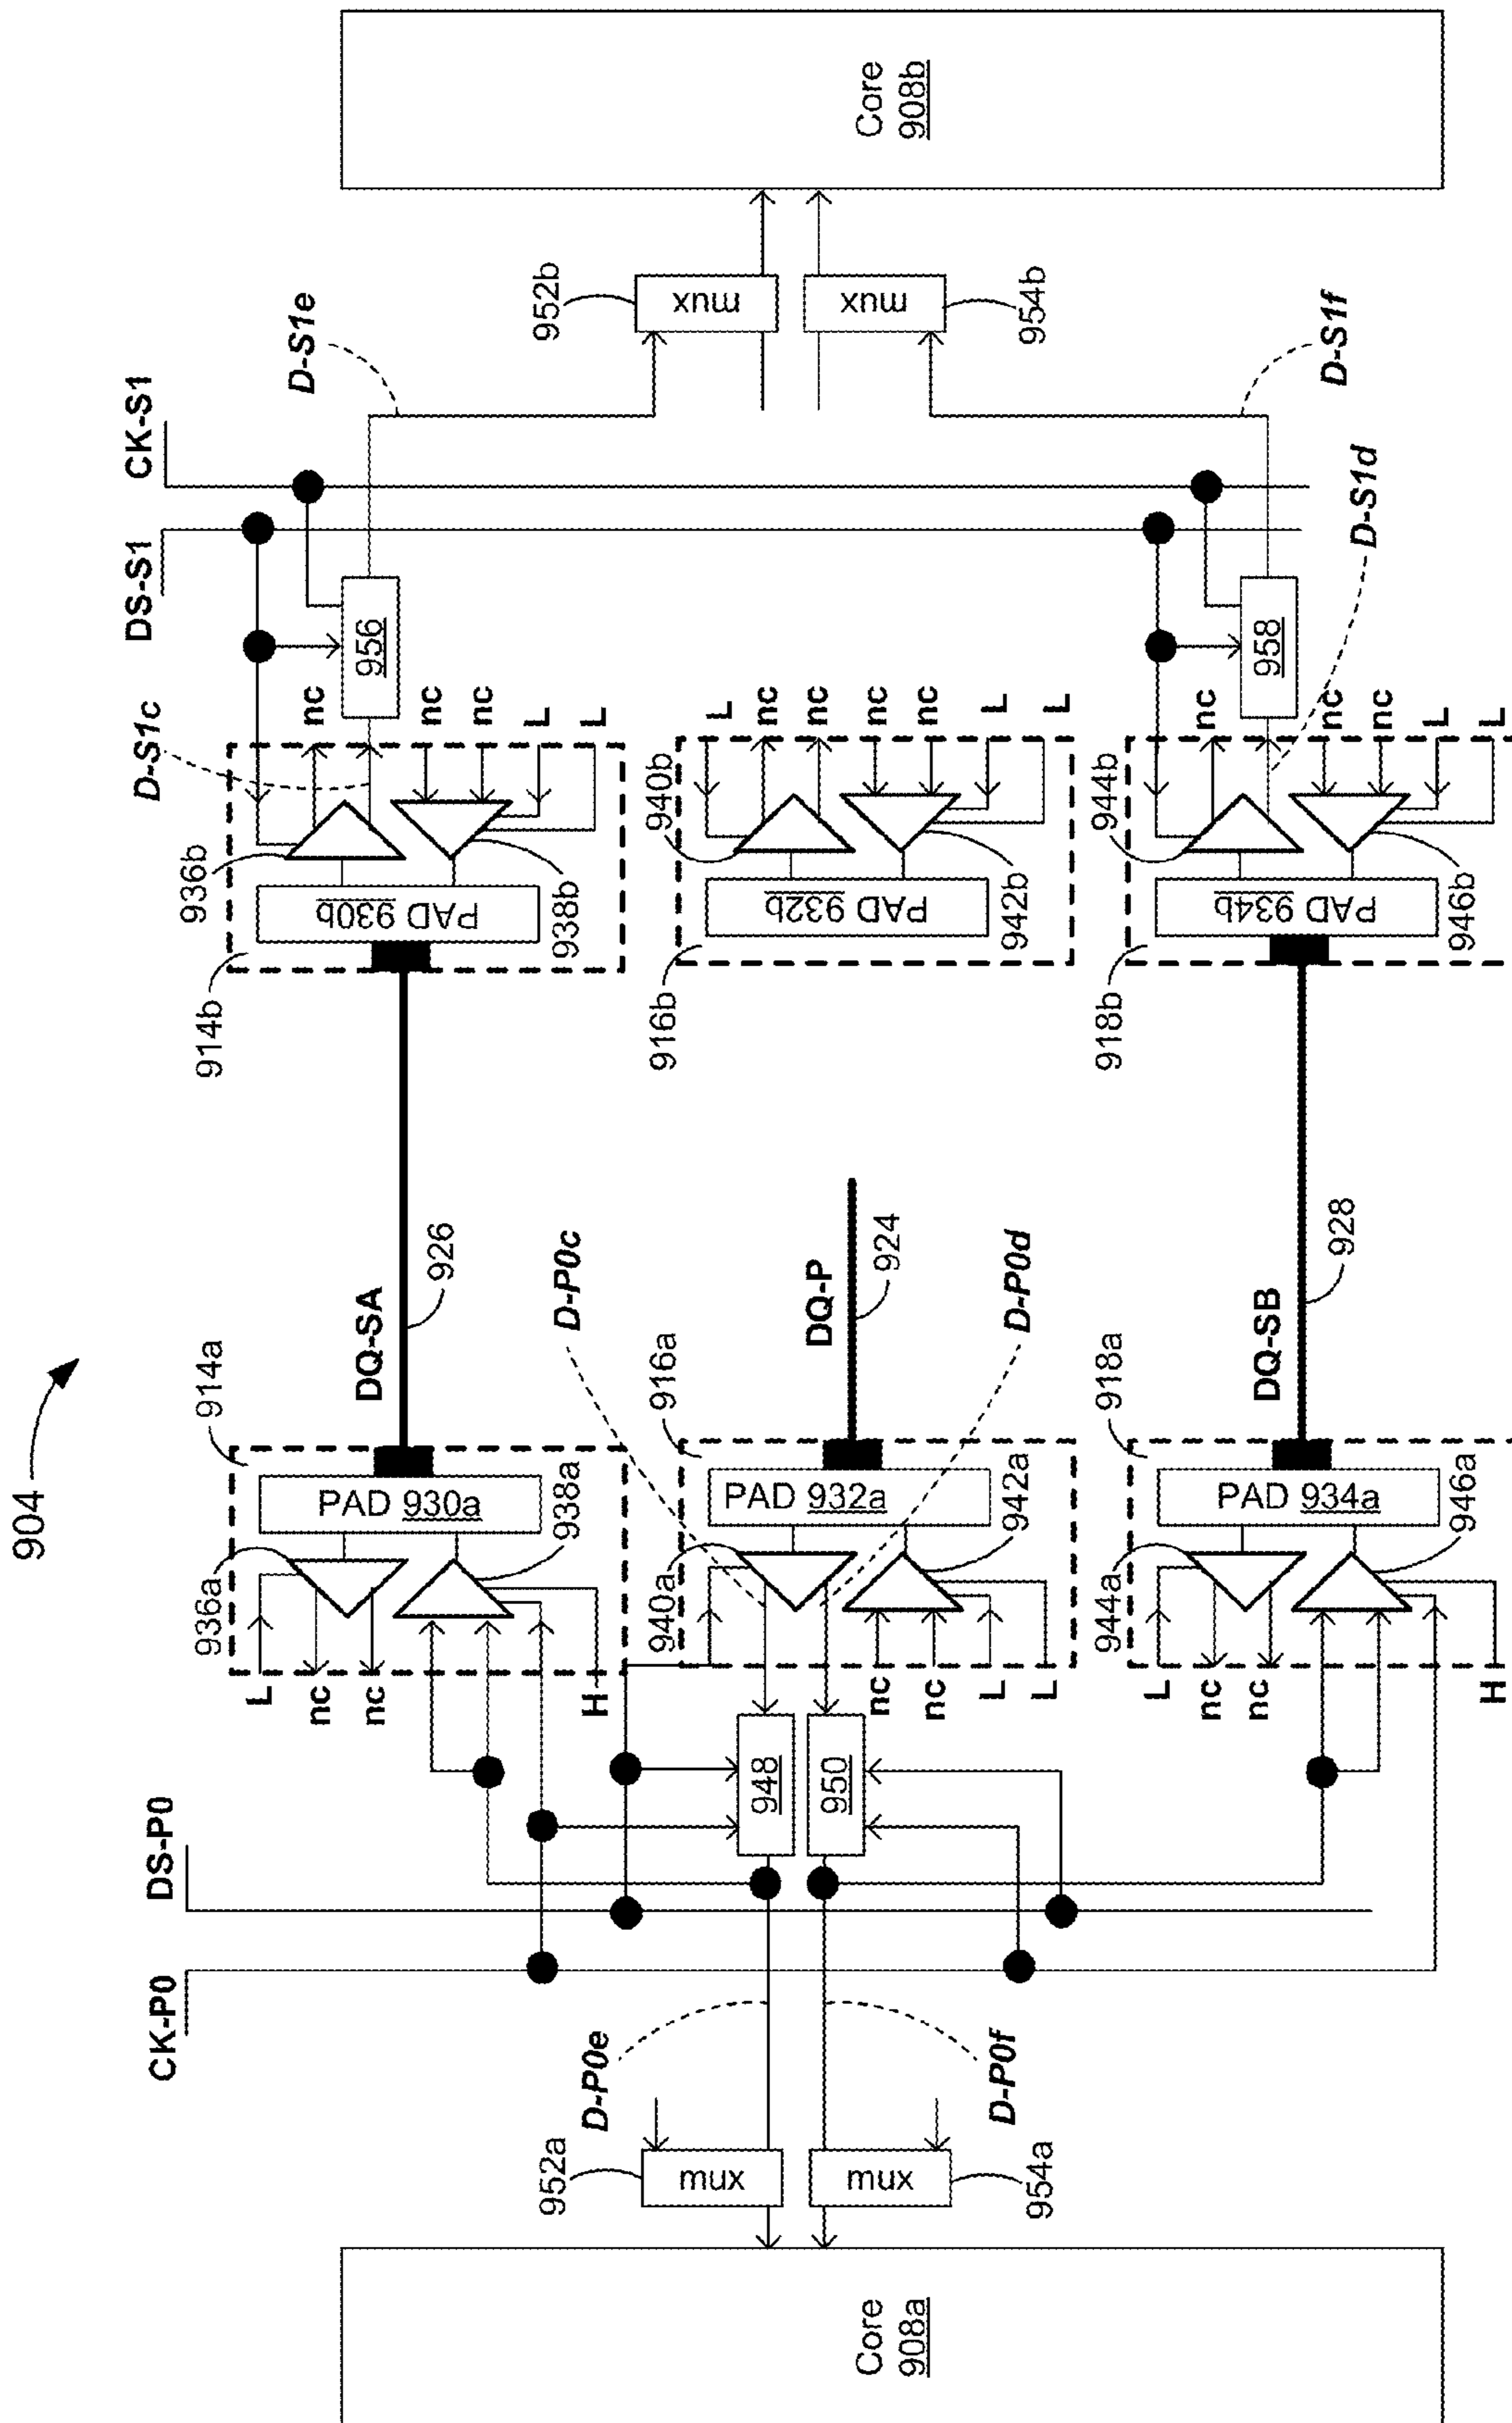 904
Core
908a
952a
mux
D-P0e
D-P0f
mux
954a
CK-P0
DS-P0
948
950
L
nc
nc
H
nc
nc
L
L
L
nc
nc
H
914a
936a
PAD 930a
938a
DQ-SA
926
D-P0c
916a
940a
PAD 932a
942a
DQ-P
924
D-P0d
918a
944a
PAD 934a
946a
DQ-SB
928
914b
936b
PAD 930b
938b
D-S1c
nc
nc
nc
L
L
956
916b
940b
PAD 932b
942b
L
nc
nc
nc
nc
L
L
918b
944b
PAD 934b
946b
nc
nc
nc
L
L
958
D-S1d
DS-S1
CK-S1
D-S1e
D-S1f
952b
mux
mux
954b
Core
908b